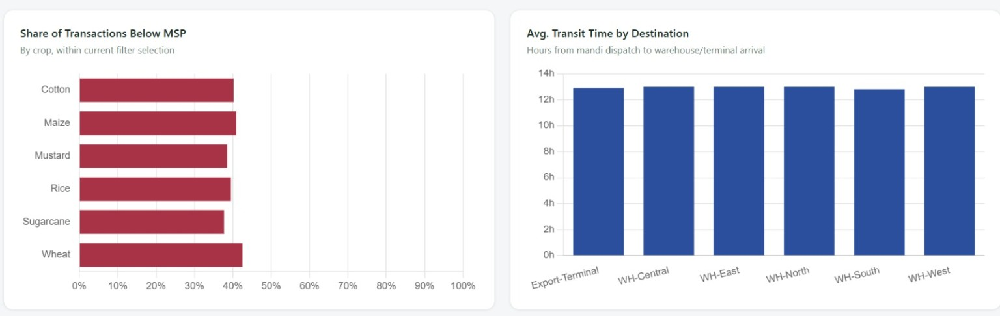 Share of Transactions Below MSP
By crop, within current filter selection
Cotton
Maize
Mustard
Rice
Sugarcane
Wheat
0% 10% 20% 30% 40% 50% 60% 70% 80% 90% 100%
Avg. Transit Time by Destination
Hours from mandi dispatch to warehouse/terminal arrival
14h
12h
10h
8h
6h
4h
2h
0h
Export-Terminal WH-Central WH-East WH-North WH-South WH-West